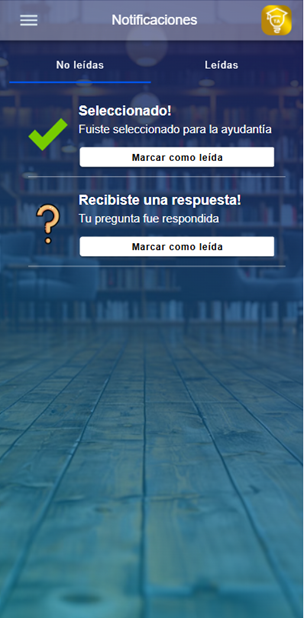 Notificaciones
No leídas
Leídas
Seleccionado!
Fuiste seleccionado para la ayudantía
Marcar como leída
Recibiste una respuesta!
Tu pregunta fue respondida
Marcar como leída